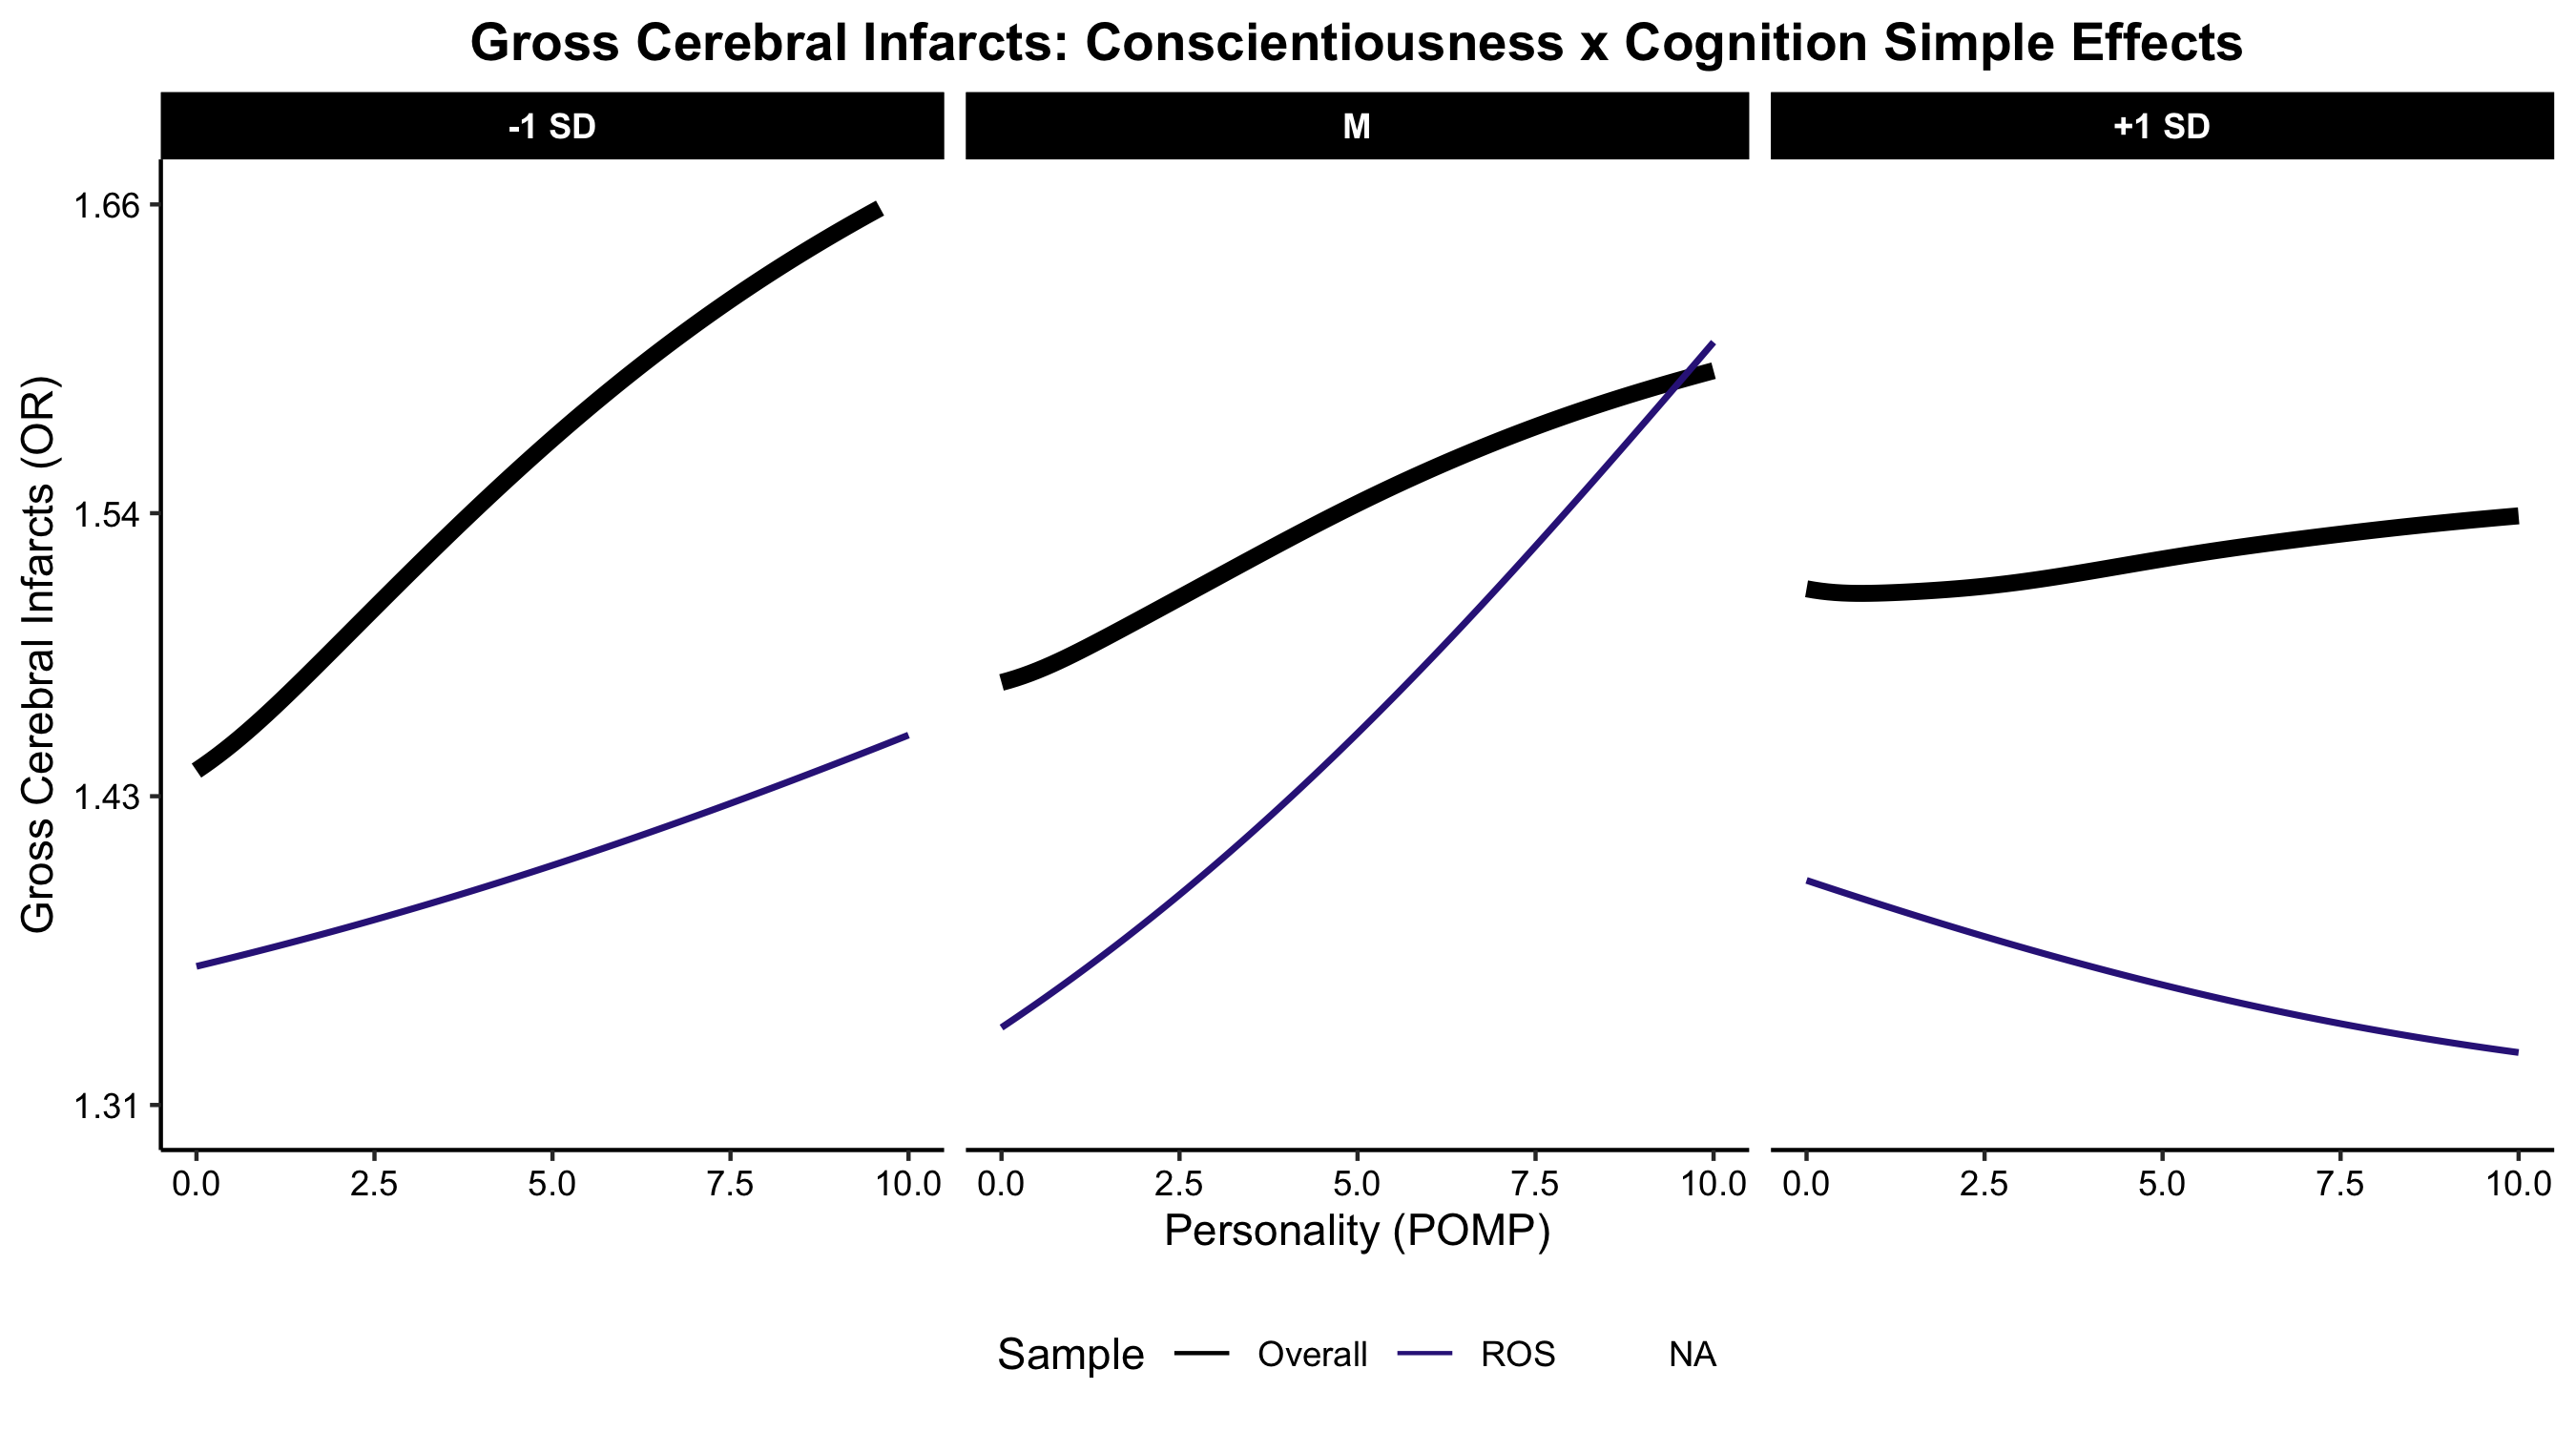 Gross Cerebral Infarcts: Conscientiousness x Cognition Simple Effects
-1 SD M +1 SD
Gross Cerebral Infarcts (OR)
1.66
1.54
1.43
1.31
0.0 2.5 5.0 7.5 10.0 0.0 2.5 5.0 7.5 10.0 0.0 2.5 5.0 7.5 10.0
Personality (POMP)
Sample Overall ROS NA